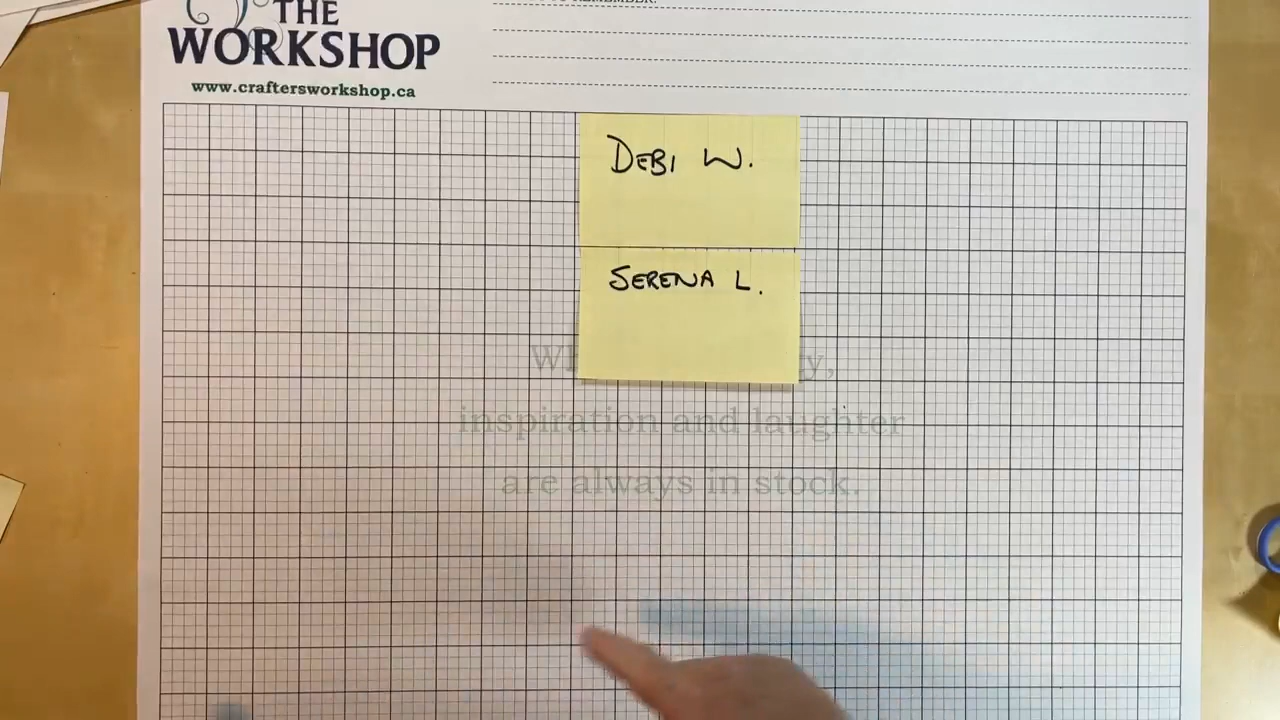 THE
WORKSHOP
www.craftersworkshop.ca
DEBI W.
SERENA L.
inspiration and laughter
are always in stock.